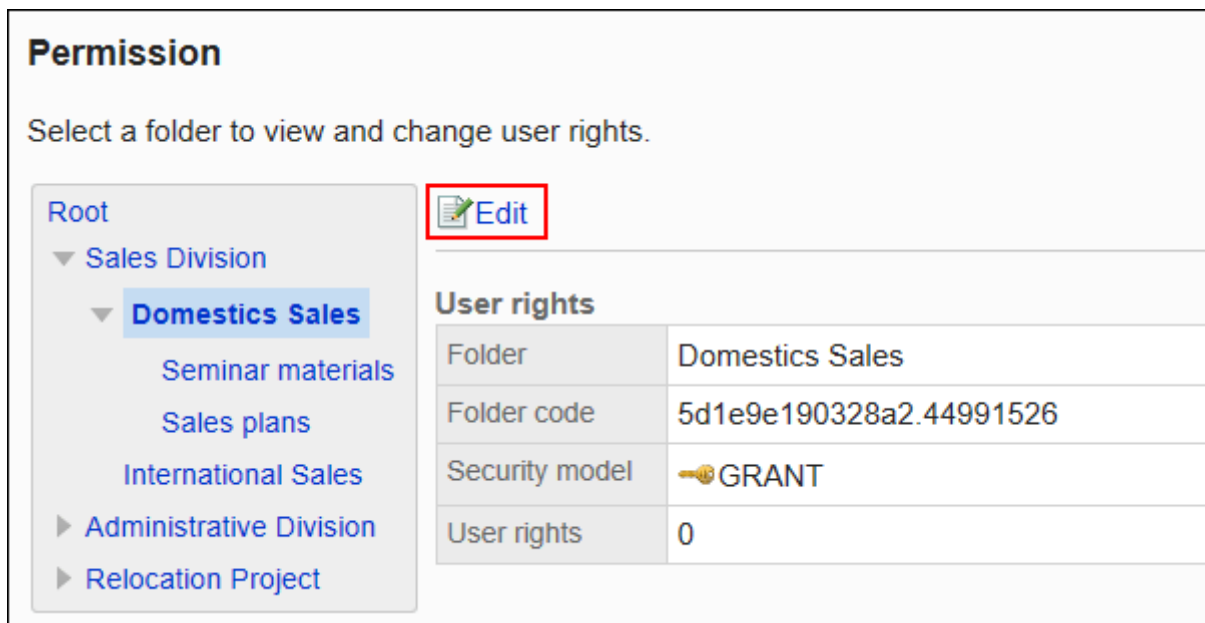 Permission
Select a folder to view and change user rights.
Root
Sales Division
Domestics Sales
Seminar materials
Sales plans
International Sales
Administrative Division
Relocation Project
Edit
User rights
Folder Domestics Sales
Folder code 5d1e9e190328a2.44991526
Security model GRANT
User rights 0